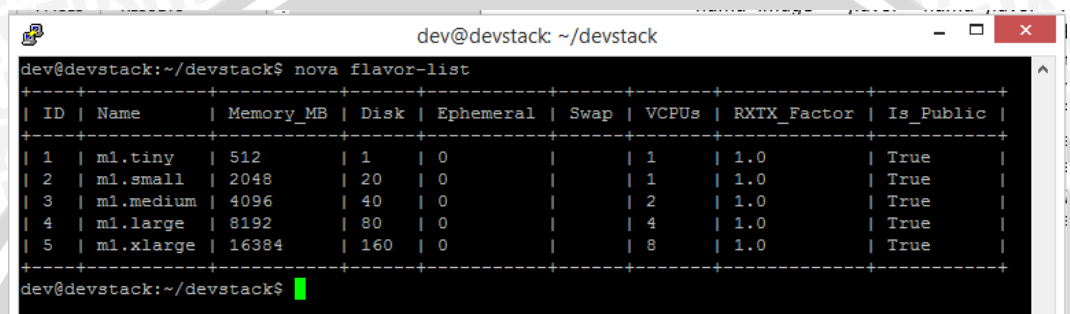 dev@devstack: ~/devstack
dev@devstack:~/devstack$ nova flavor-list
+----+-----------+-----------+------+-----------+------+-------+-------------+-----------+
| ID | Name      | Memory_MB | Disk | Ephemeral | Swap | VCPUs | RXTX_Factor | Is_Public |
+----+-----------+-----------+------+-----------+------+-------+-------------+-----------+
| 1  | m1.tiny   | 512       | 1    | 0         |      | 1     | 1.0         | True      |
| 2  | m1.small  | 2048      | 20   | 0         |      | 1     | 1.0         | True      |
| 3  | m1.medium | 4096      | 40   | 0         |      | 2     | 1.0         | True      |
| 4  | m1.large  | 8192      | 80   | 0         |      | 4     | 1.0         | True      |
| 5  | m1.xlarge | 16384     | 160  | 0         |      | 8     | 1.0         | True      |
+----+-----------+-----------+------+-----------+------+-------+-------------+-----------+
dev@devstack:~/devstack$